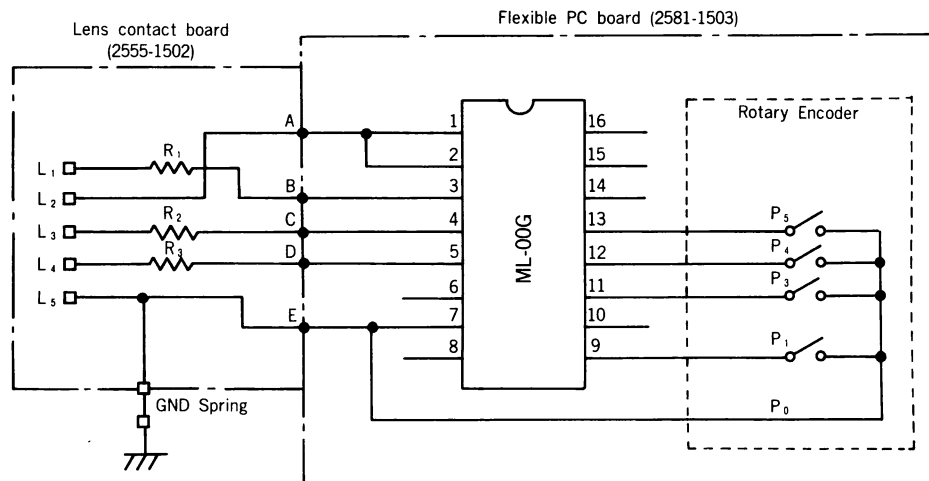 Flexible PC board (2581-1503)
Lens contact board
(2555-1502)
Rotary Encoder
A
B
C
D
E
L₁
L₂
L₃
L₄
L₅
R₁
R₂
R₃
GND Spring
1
2
3
4
5
6
7
8
ML-00G
16
15
14
13
12
11
10
9
P₅
P₄
P₃
P₁
P₀